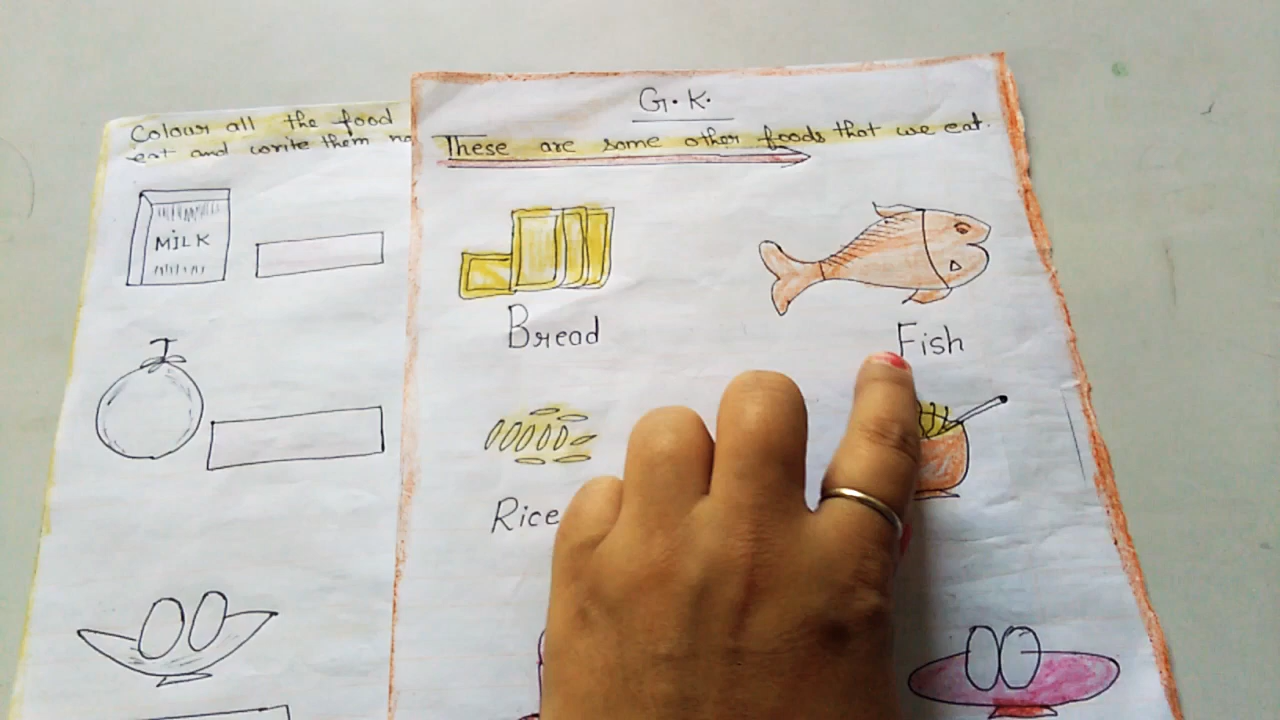 Colour all the food
eat and write them na
MILK
G.K.
These are some other foods that we eat.
Bread
Fish
Rice